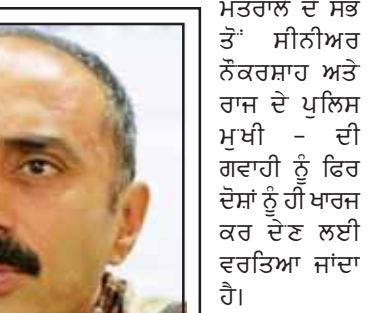 ਮੰਤਰਾਲੇ ਦੇ ਸਭ
ਤੋਂ ਸੀਨੀਅਰ
ਨੌਕਰਸ਼ਾਹ ਅਤੇ
ਰਾਜ ਦੇ ਪੁਲਿਸ
ਮੁਖੀ – ਦੀ
ਗਵਾਹੀ ਨੂੰ ਫਿਰ
ਦੋਸ਼ਾਂ ਨੂੰ ਹੀ ਖਾਰਜ
ਕਰ ਦੇਣ ਲਈ
ਵਰਤਿਆ ਜਾਂਦਾ
ਹੈ।